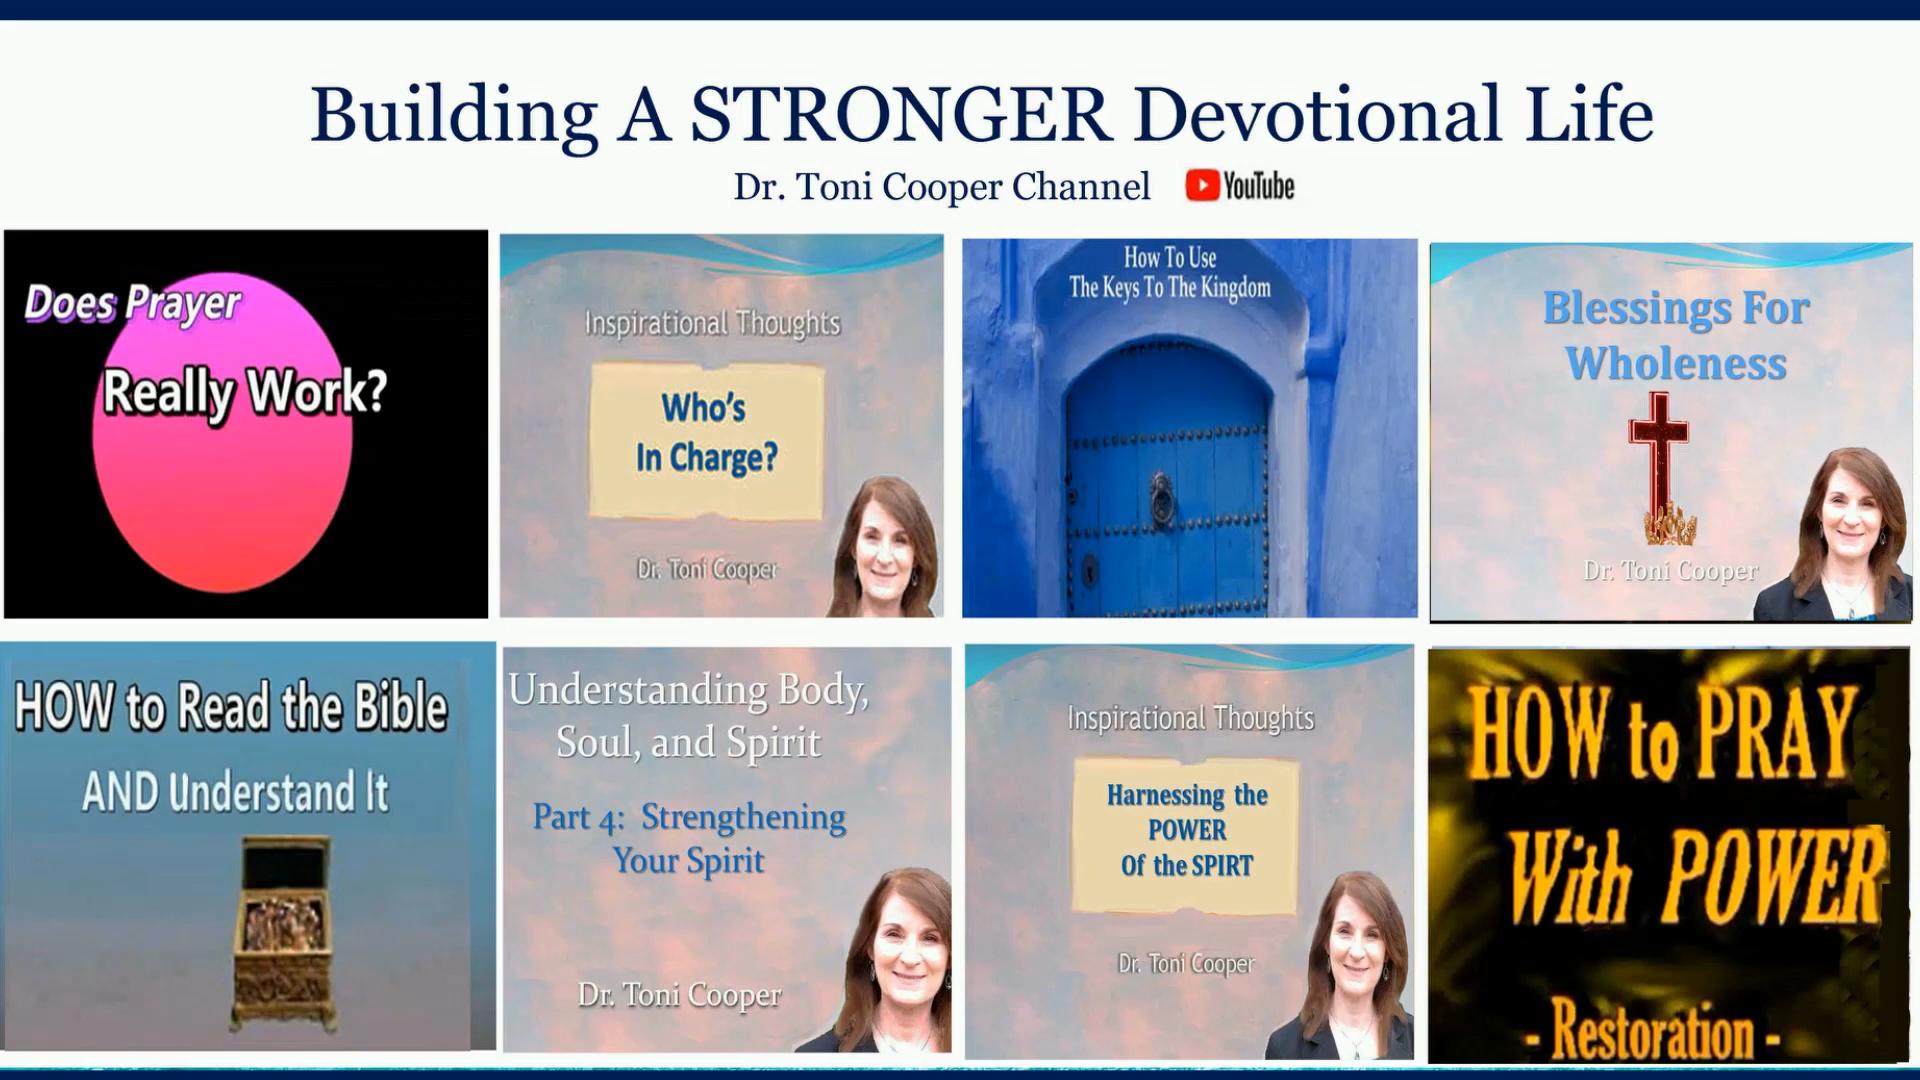 Building A STRONGER Devotional Life
Dr. Toni Cooper Channel YouTube
Does Prayer
Really Work?
Inspirational Thoughts
Who's
In Charge?
Dr. Toni Cooper
How To Use
The Keys To The Kingdom
Blessings For
Wholeness
Dr. Toni Cooper
HOW to Read the Bible
AND Understand It
Understanding Body,
Soul, and Spirit
Part 4: Strengthening
Your Spirit
Dr. Toni Cooper
Inspirational Thoughts
Harnessing the
POWER
Of the SPIRT
Dr. Toni Cooper
HOW to PRAY
With POWER
- Restoration -